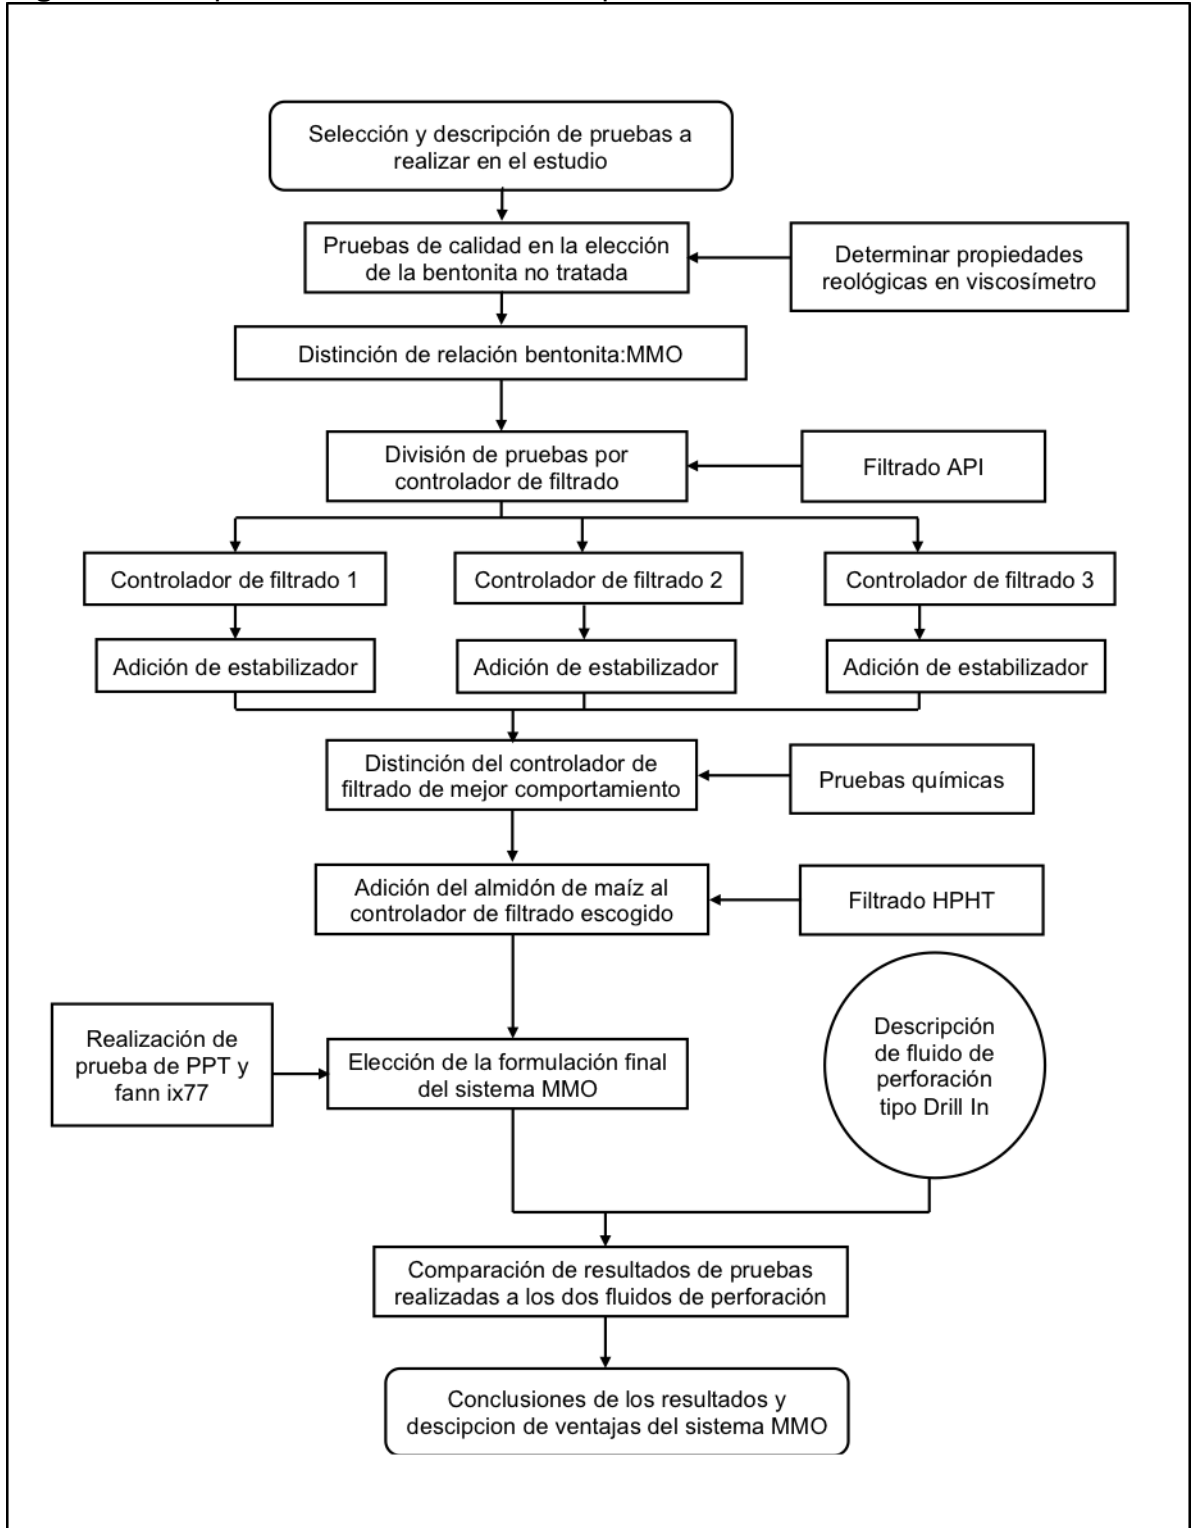 Selección y descripción de pruebas a
realizar en el estudio
Pruebas de calidad en la elección
de la bentonita no tratada
Determinar propiedades
reológicas en viscosímetro
Distinción de relación bentonita:MMO
División de pruebas por
controlador de filtrado
Filtrado API
Controlador de filtrado 1
Controlador de filtrado 2
Controlador de filtrado 3
Adición de estabilizador
Adición de estabilizador
Adición de estabilizador
Distinción del controlador de
filtrado de mejor comportamiento
Pruebas químicas
Adición del almidón de maíz al
controlador de filtrado escogido
Filtrado HPHT
Realización de
prueba de PPT y
fann ix77
Elección de la formulación final
del sistema MMO
Descripción
de fluido de
perforación
tipo Drill In
Comparación de resultados de pruebas
realizadas a los dos fluidos de perforación
Conclusiones de los resultados y
descipcion de ventajas del sistema MMO